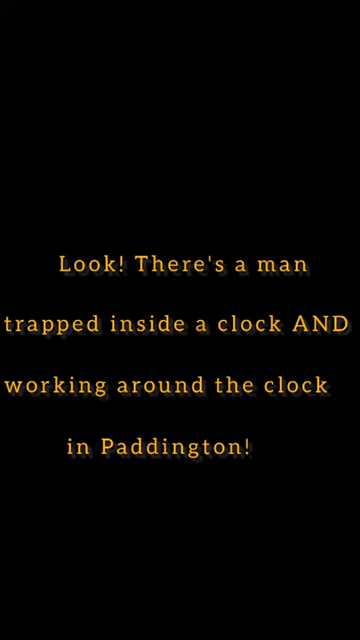 Look! There's a man
trapped inside a clock AND
working around the clock
in Paddington!